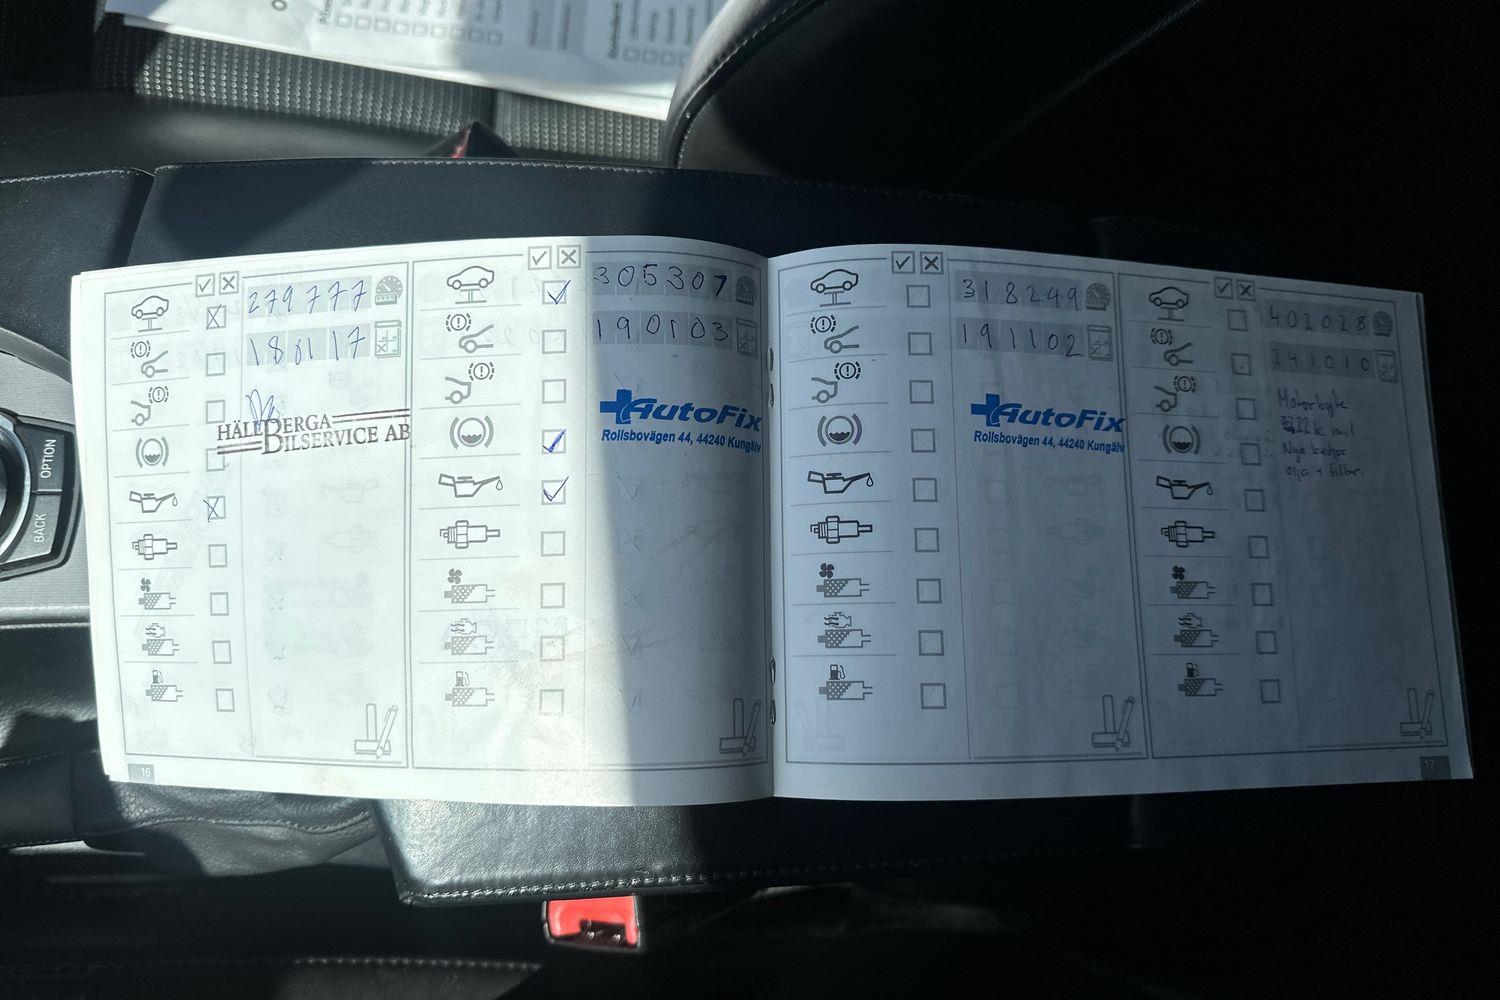 279777
180117
HÄLLBERGA
BILSERVICE AB
16
305307
190103
AutoFix
Rollsbovägen 44, 44240 Kungälv
318249
191102
AutoFix
Rollsbovägen 44, 44240 Kungälv
402028
241010
Motorbyte
Nya kedjor
olja + filter.
17
OPTION
BACK